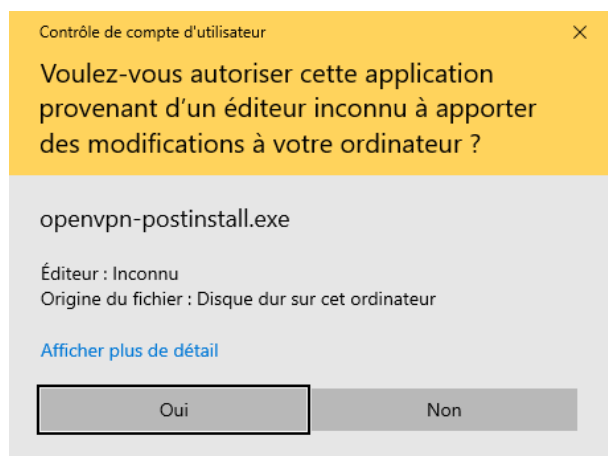 Contrôle de compte d'utilisateur
Voulez-vous autoriser cette application
provenant d’un éditeur inconnu à apporter
des modifications à votre ordinateur ?
openvpn-postinstall.exe
Éditeur : Inconnu
Origine du fichier : Disque dur sur cet ordinateur
Afficher plus de détail
Oui Non